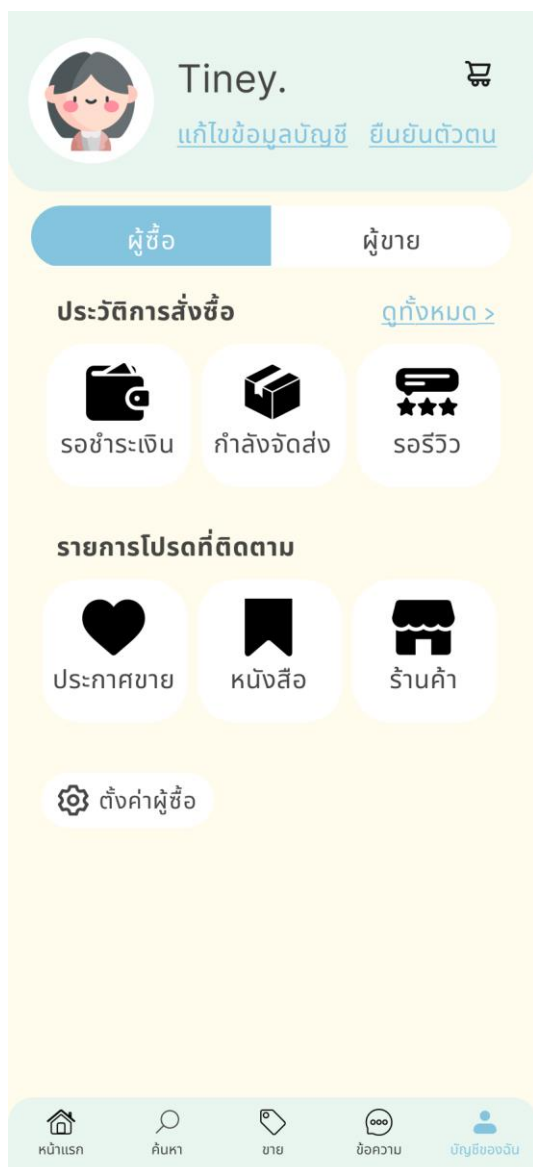 Tiney.
แก้ไขข้อมูลบัญชี ยืนยันตัวตน
ผู้ซื้อ ผู้ขาย
ประวัติการสั่งซื้อ ดูทั้งหมด >
รอชำระเงิน กำลังจัดส่ง รอรีวิว
รายการโปรดที่ติดตาม
ประกาศขาย หนังสือ ร้านค้า
ตั้งค่าผู้ซื้อ
หน้าแรก ค้นหา ขาย ข้อความ บัญชีของฉัน